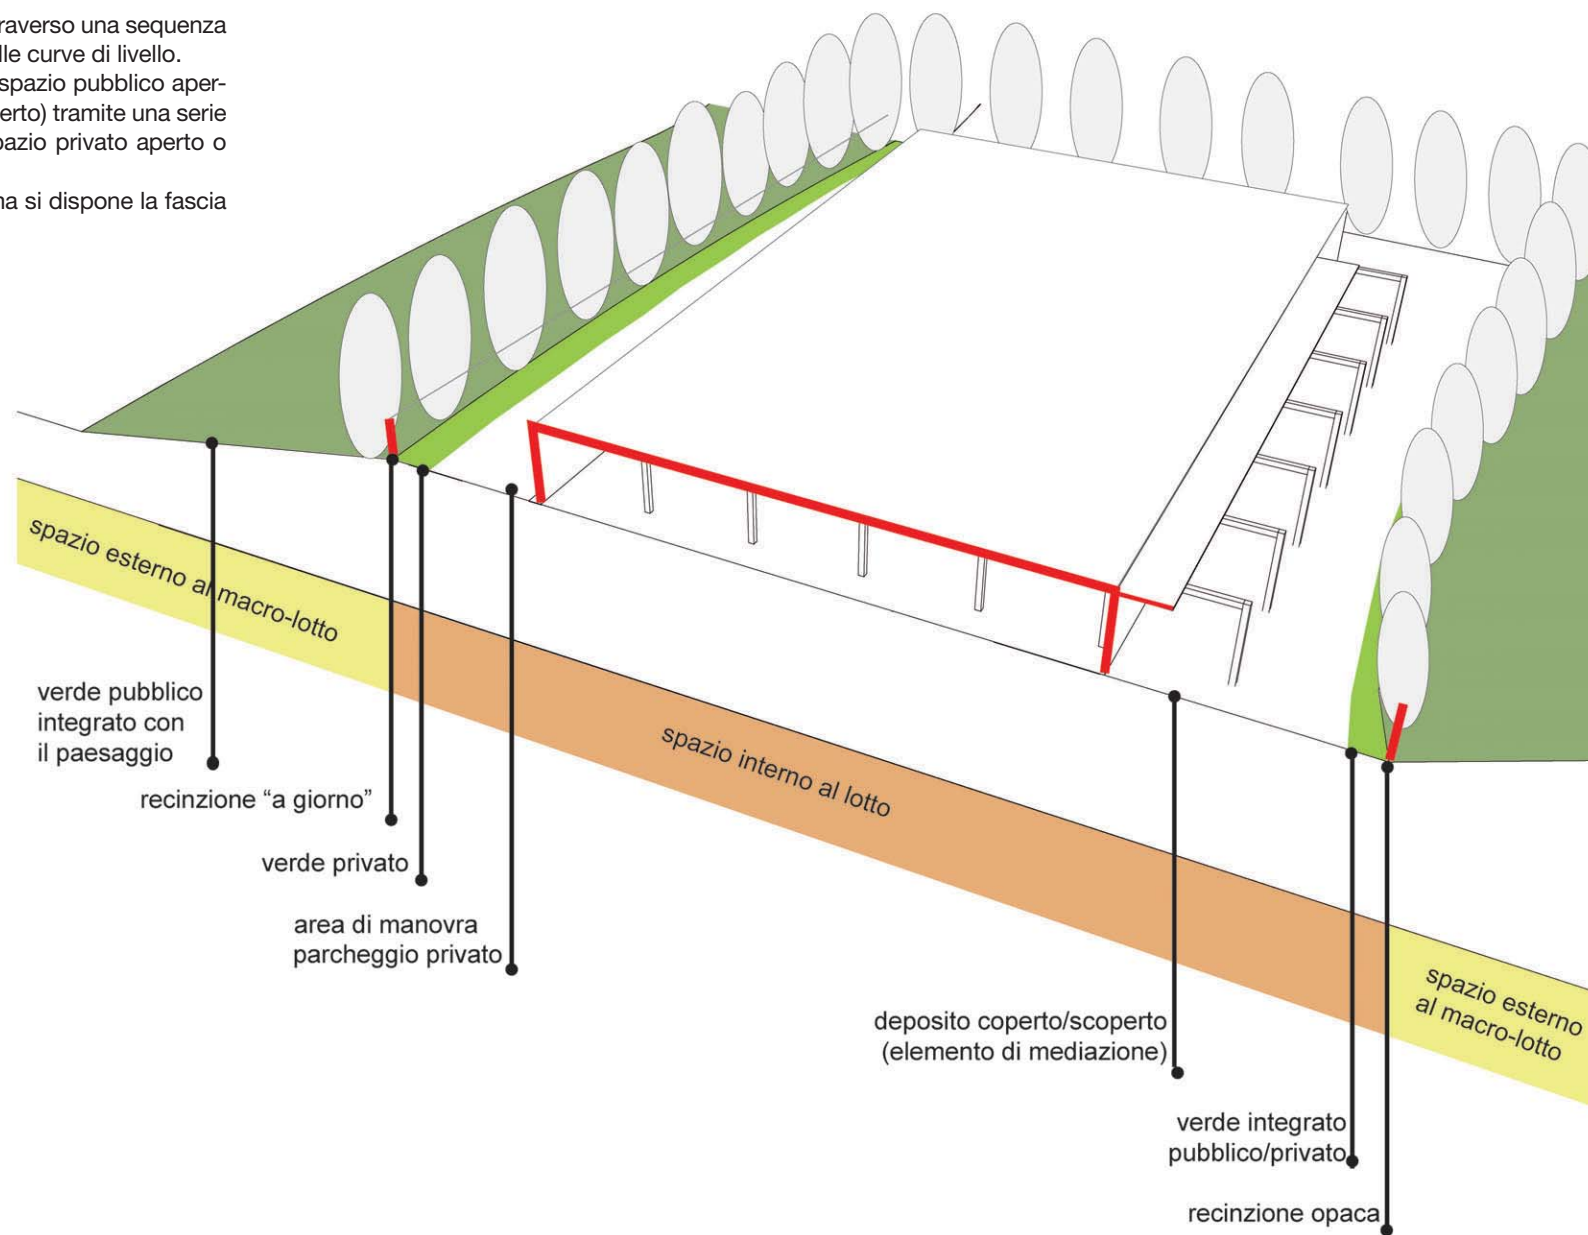 raverso una sequenza
lle curve di livello.
spazio pubblico aper-
erto) tramite una serie
pazio privato aperto o
na si dispone la fascia
spazio esterno al macro-lotto
verde pubblico
integrato con
il paesaggio
recinzione “a giorno”
verde privato
area di manovra
parcheggio privato
spazio interno al lotto
deposito coperto/scoperto
(elemento di mediazione)
verde integrato
pubblico/privato
recinzione opaca
spazio esterno
al macro-lotto